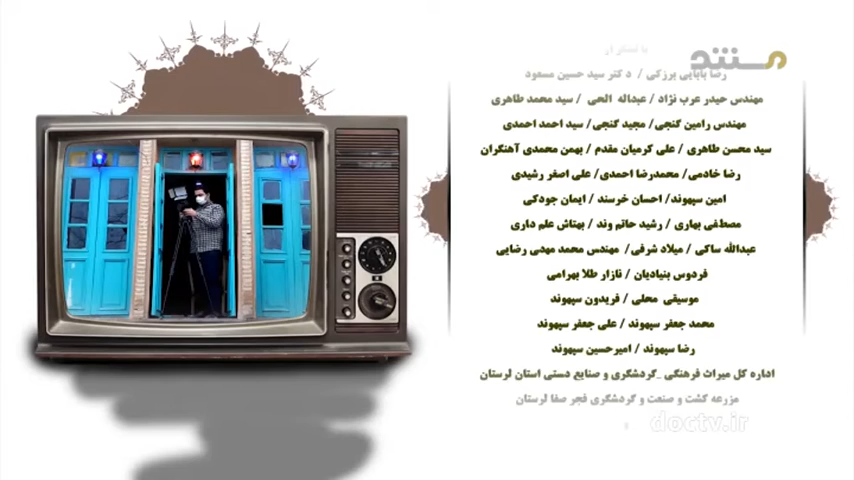 با تشکر از
مستند
رضا بابایی برزکی / دکتر سید حسین مسعود
مهندس حیدر عرب نژاد / عبداله الحی / سید محمد طاهری
مهندس رامین گنجی/ مجید گنجی/ سید احمد احمدی
سید محسن طاهری / علی کرمیان مقدم / بهمن محمدی آهنگران
رضا خادمی/ محمدرضا احمدی/ علی اصغر رشیدی
امین سپهوند/ احسان خرسند / ایمان جودکی
مصطفی بهاری / رشید حاتم وند / بهتاش علم داری
عبدالله ساکی / میلاد شرفی/ مهندس محمد مهدی رضایی
فردوس بنیادیان / نازار طلا بهرامی
موسیقی محلی / فریدون سپهوند
محمد جعفر سپهوند / علی جعفر سپهوند
رضا سپهوند / امیرحسین سپهوند
اداره کل میراث فرهنگی _گردشگری و صنایع دستی استان لرستان
مزرعه کشت و صنعت و گردشگری فجر صفا لرستان
doctv.ir